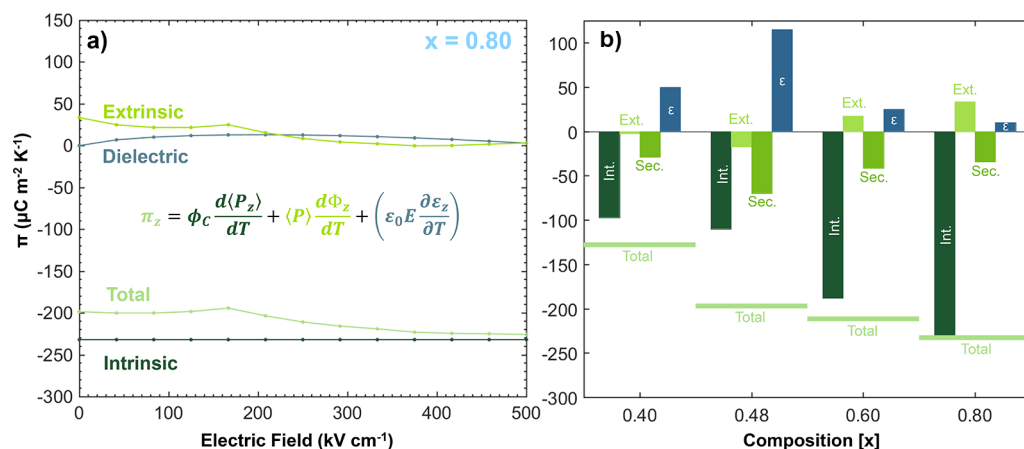 a)
x = 0.80
150
100
50
0
-50
-100
-150
-200
-250
-300
π (µC m⁻² K⁻¹)
Extrinsic
Dielectric
π_z = ϕ_C d⟨P_z⟩/dT + ⟨P⟩ dΦ_z/dT + (ε₀E ∂ε_z/∂T)
Total
Intrinsic
0 100 200 300 400 500
Electric Field (kV cm⁻¹)
b)
100
50
0
-50
-100
-150
-200
-250
-300
Int. Ext. Sec. ε
Total
Int. Ext. Sec. ε
Total
Int. Ext. Sec. ε
Total
Int. Ext. Sec. ε
Total
0.40 0.48 0.60 0.80
Composition [x]